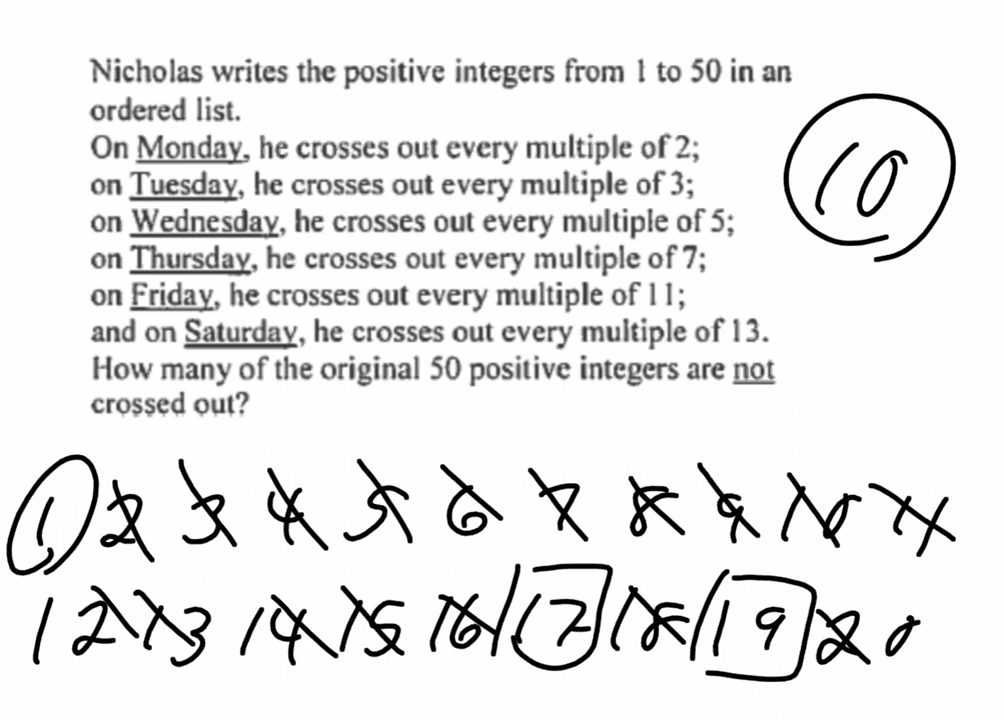 Nicholas writes the positive integers from 1 to 50 in an
ordered list.
On Monday, he crosses out every multiple of 2;
on Tuesday, he crosses out every multiple of 3;
on Wednesday, he crosses out every multiple of 5;
on Thursday, he crosses out every multiple of 7;
on Friday, he crosses out every multiple of 11;
and on Saturday, he crosses out every multiple of 13.
How many of the original 50 positive integers are not
crossed out?
10
1 2 3 4 5 6 7 8 9 10 11
12 13 14 15 16 17 18 19 20